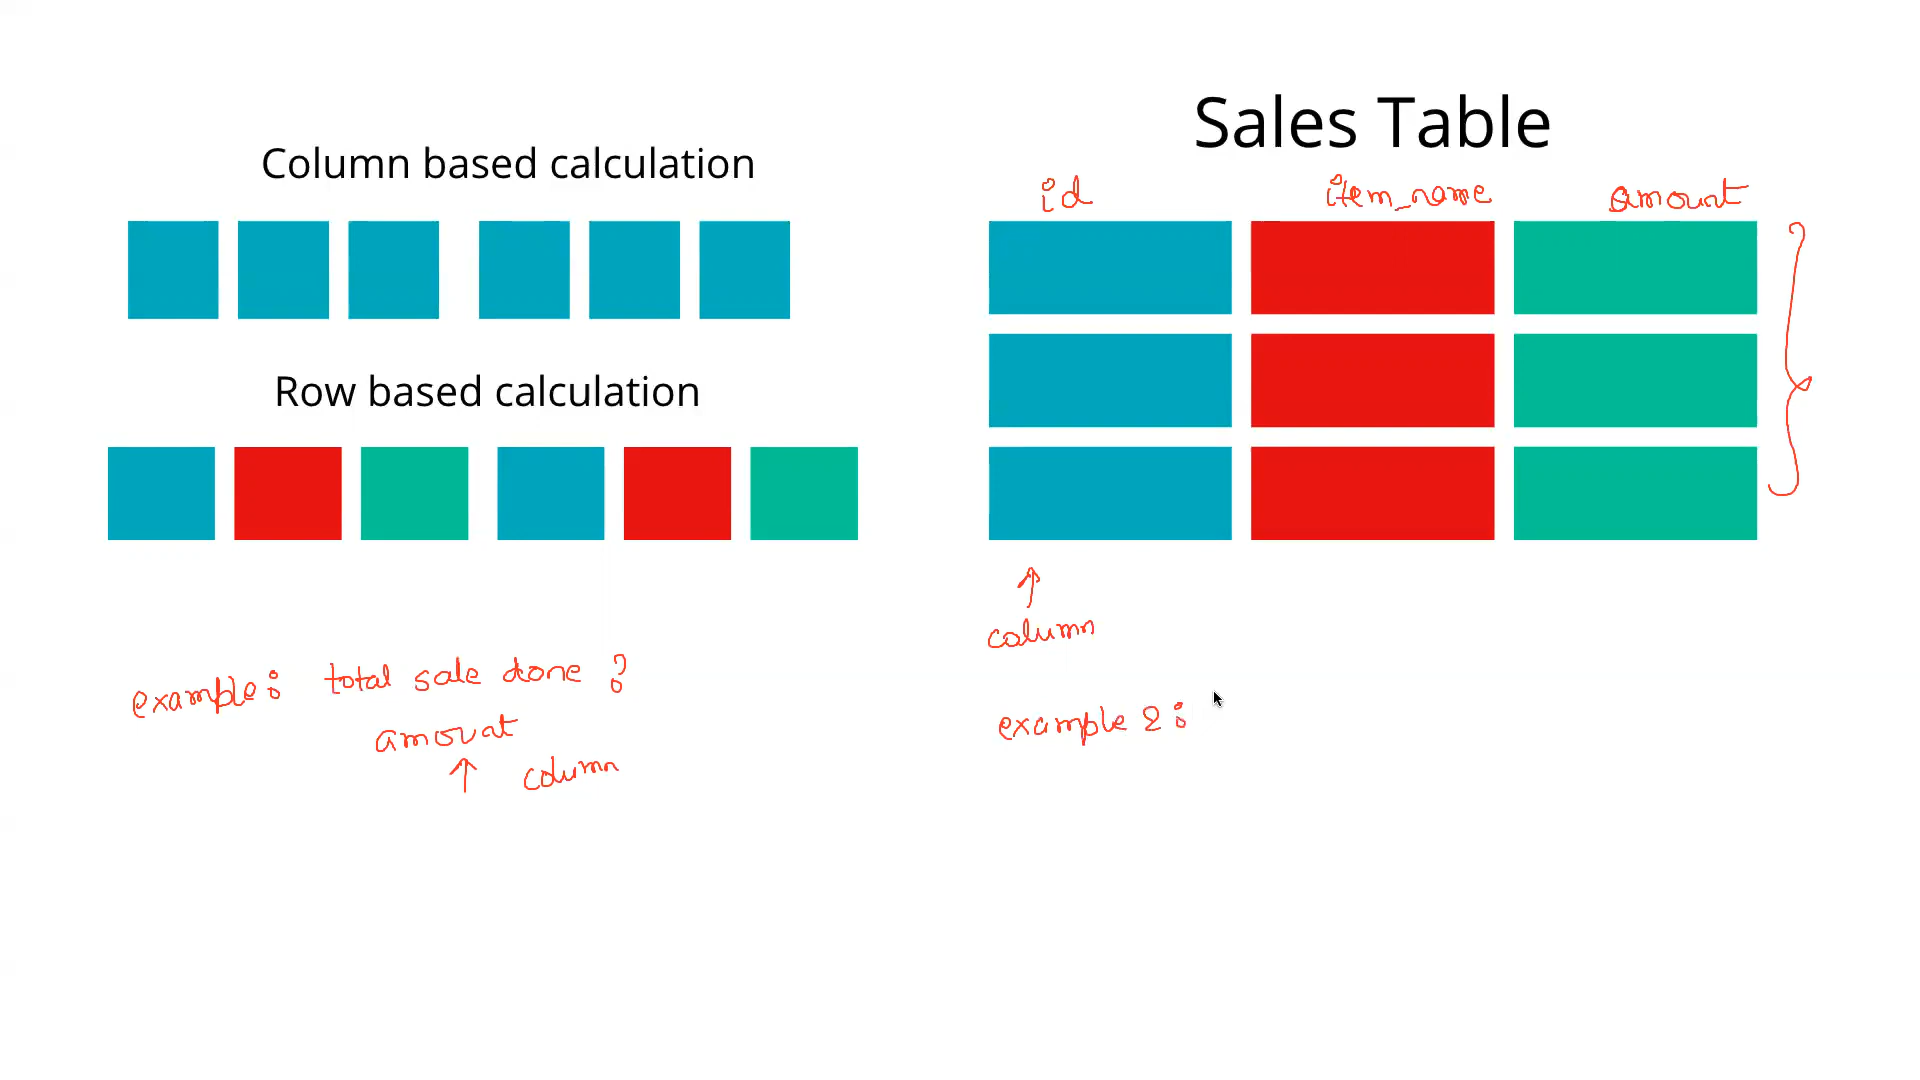 Column based calculation
Row based calculation
example: total sale done ?
amount
↑ column
Sales Table
id item_name amount
↑
column
example 2: